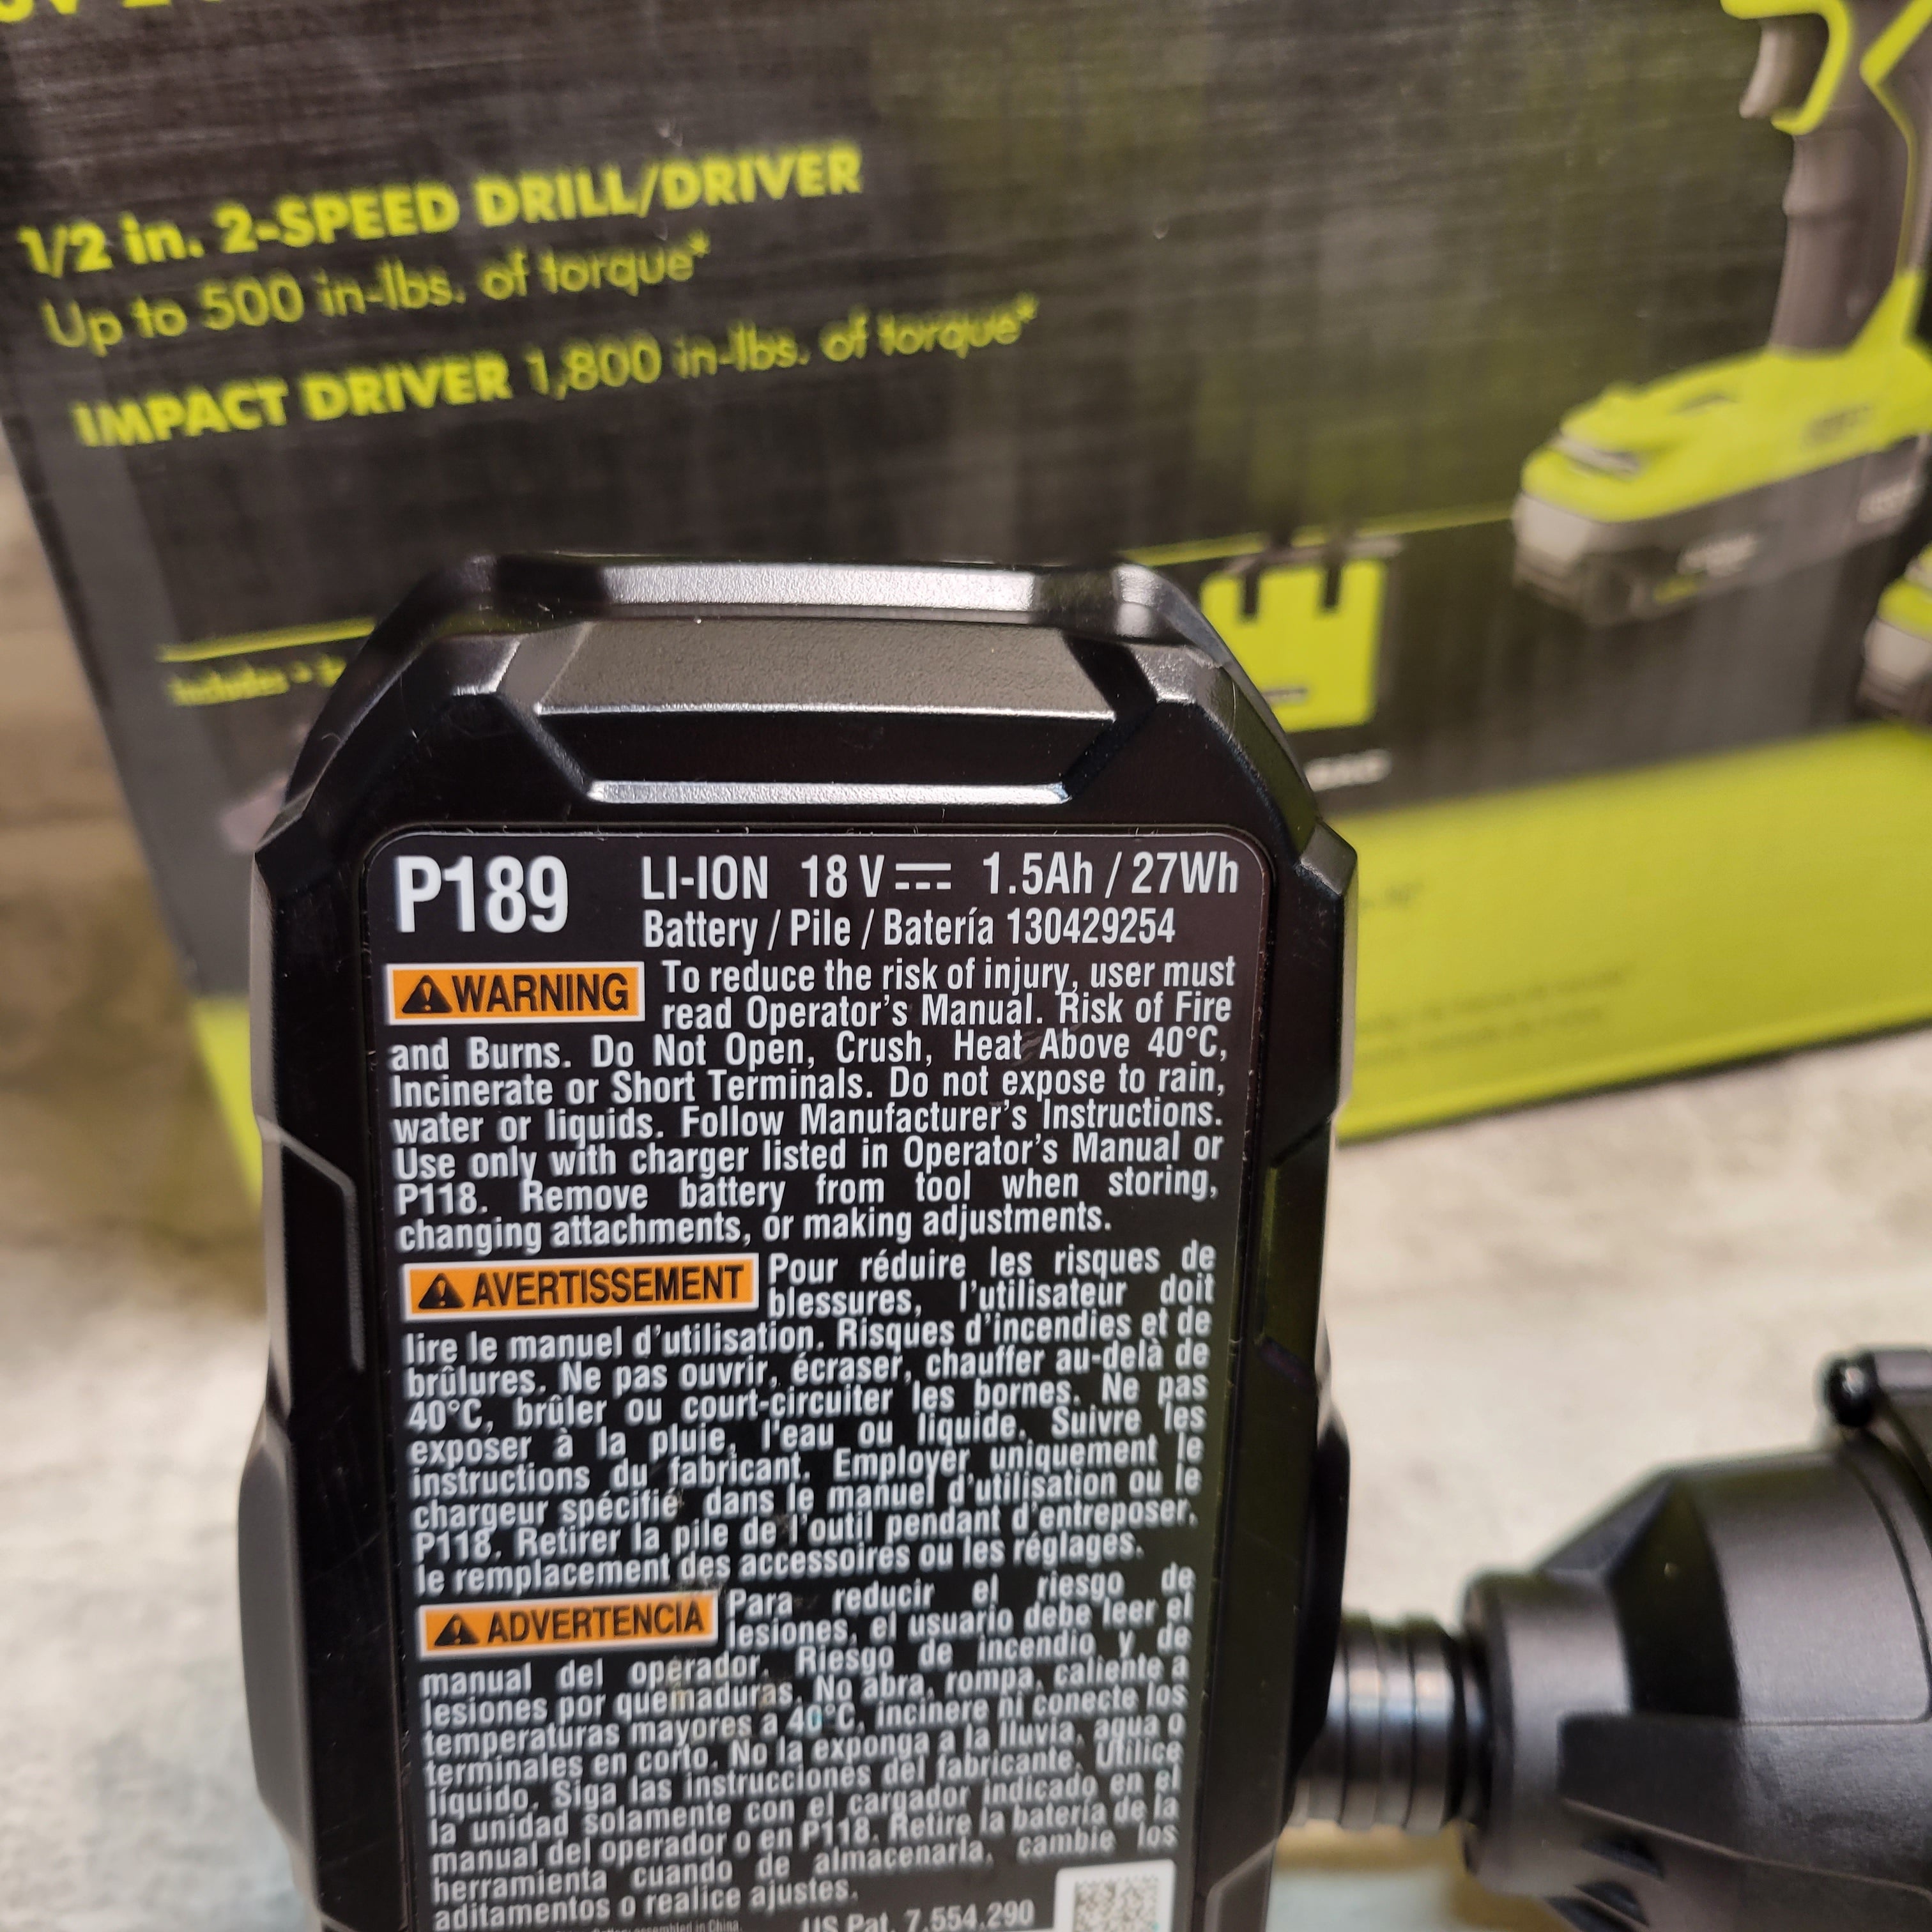 1/2 in. 2-SPEED DRILL/DRIVER
Up to 500 in-lbs. of torque*
IMPACT DRIVER 1,800 in-lbs. of torque*
Includes
P189 LI-ION 18 V 1.5Ah / 27Wh
Battery / Pile / Batería 130429254
WARNING To reduce the risk of injury, user must
read Operator's Manual. Risk of Fire
and Burns. Do Not Open, Crush, Heat Above 40°C,
Incinerate or Short Terminals. Do not expose to rain,
water or liquids. Follow Manufacturer's Instructions.
Use only with charger listed in Operator's Manual or
P118. Remove battery from tool when storing,
changing attachments, or making adjustments.
AVERTISSEMENT Pour réduire les risques de
blessures, l'utilisateur doit
lire le manuel d'utilisation. Risques d'incendies et de
brûlures. Ne pas ouvrir, écraser, chauffer au-delà de
40°C, brûler ou court-circuiter les bornes. Ne pas
exposer à la pluie, l'eau ou liquide. Suivre les
instructions du fabricant. Employer uniquement le
chargeur spécifié dans le manuel d'utilisation ou le
P118. Retirer la pile de l'outil pendant d'entreposer,
le remplacement des accessoires ou les réglages.
ADVERTENCIA Para reducir el riesgo de
lesiones, el usuario debe leer el
manual del operador. Riesgo de incendio y de
lesiones por quemaduras. No abra, rompa, caliente a
temperaturas mayores a 40°C, incinere ni conecte los
terminales en corto. No la exponga a la lluvia, agua o
líquido. Siga las instrucciones del fabricante. Utilice
la unidad solamente con el cargador indicado en el
manual del operador o en P118. Retire la batería de la
herramienta cuando de almacenarla, cambie los
aditamentos o realice ajustes.
Battery assembled in China. US Pat. 7,554,290